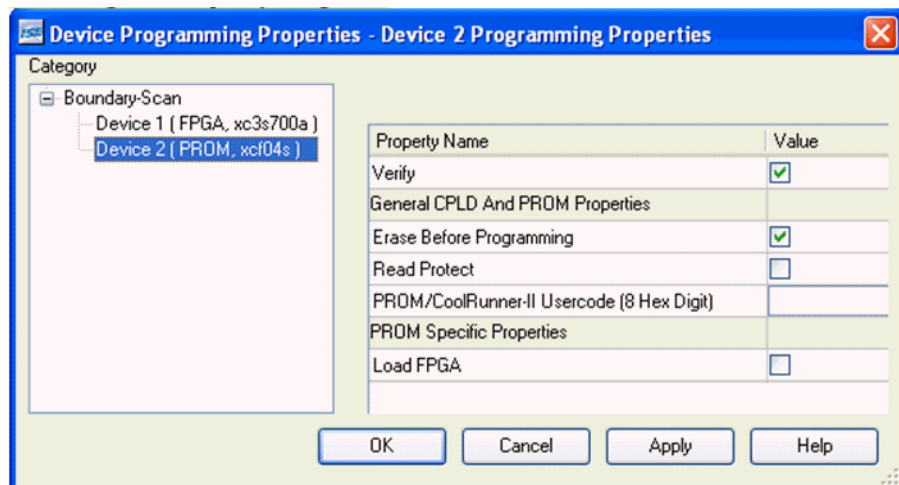 ISE Device Programming Properties - Device 2 Programming Properties
Category
Boundary-Scan
Device 1 ( FPGA, xc3s700a )
Device 2 ( PROM, xcf04s )
Property Name Value
Verify
General CPLD And PROM Properties
Erase Before Programming
Read Protect
PROM/CoolRunner-II Usercode (8 Hex Digit)
PROM Specific Properties
Load FPGA
OK Cancel Apply Help